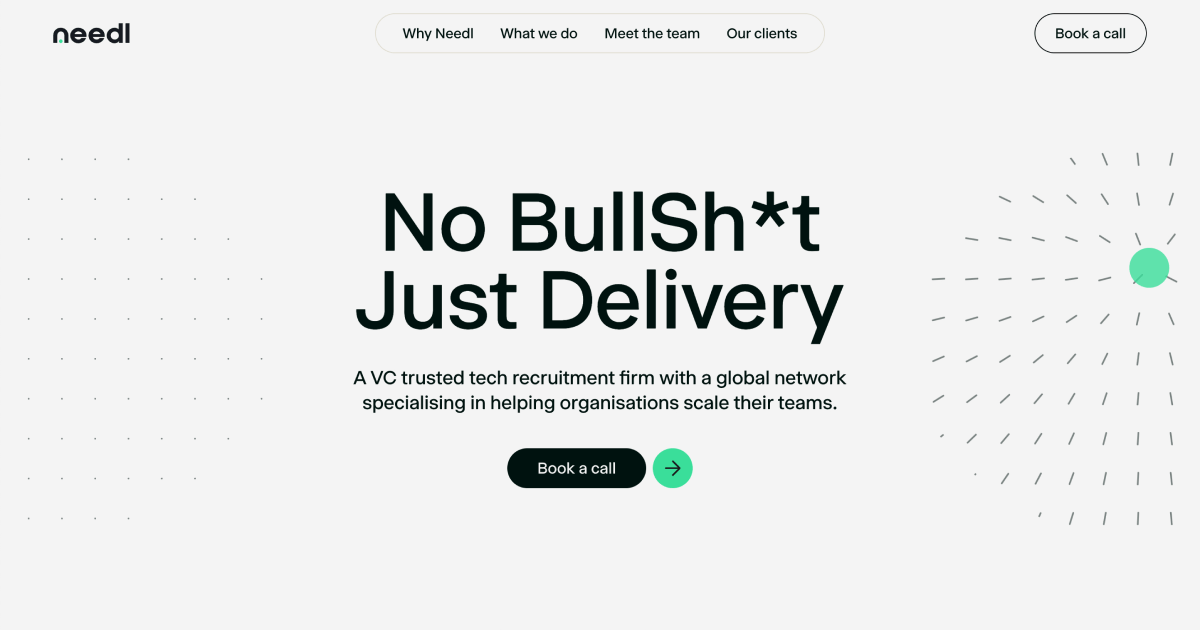 needl
Why Needl
What we do
Meet the team
Our clients
Book a call
No BullSh*t
Just Delivery
A VC trusted tech recruitment firm with a global network
specialising in helping organisations scale their teams.
Book a call